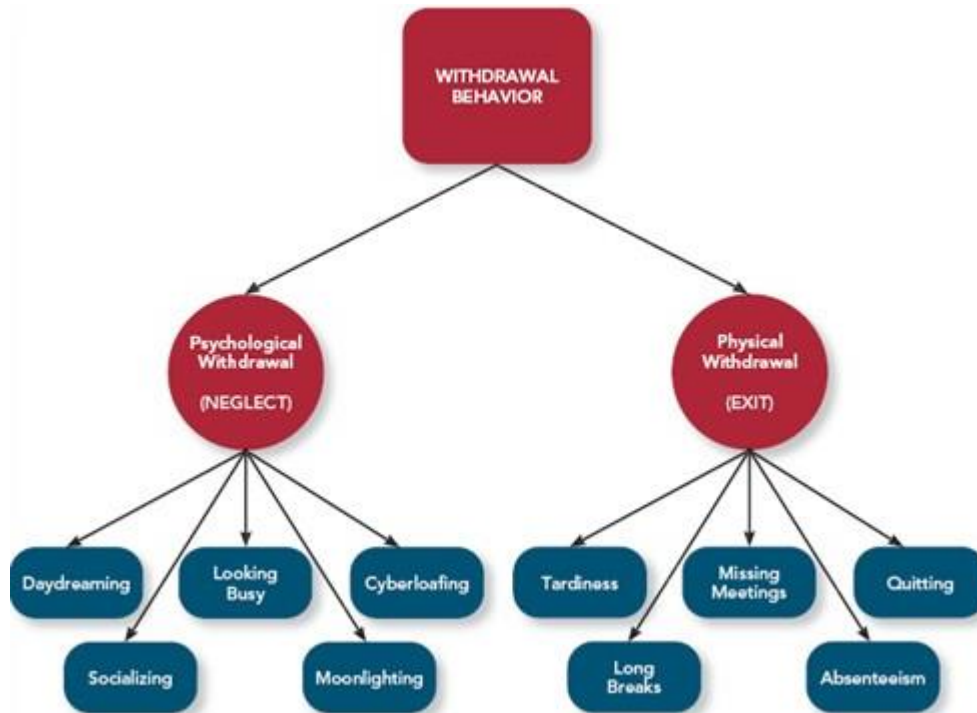 WITHDRAWAL
BEHAVIOR
Psychological
Withdrawal
(NEGLECT)
Physical
Withdrawal
(EXIT)
Daydreaming
Looking
Busy
Cyberloafing
Tardiness
Missing
Meetings
Quitting
Socializing
Moonlighting
Long
Breaks
Absenteeism